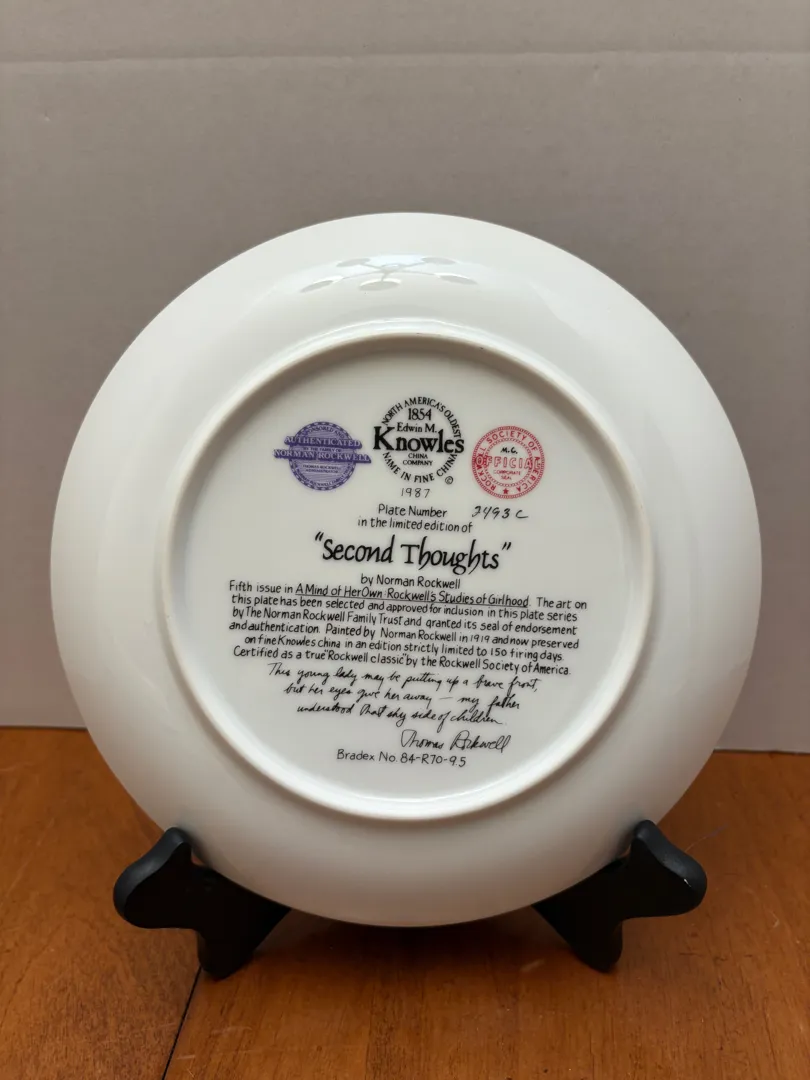 AUTHENTICATED
NORMAN ROCKWELL
NORTH AMERICA'S OLDEST
1854
Edwin M.
Knowles
CHINA
COMPANY
NAME IN FINE CHINA
©
1987
ROCKWELL SOCIETY OF AMERICA
M.C.
OFFICIAL
CORPORATE
SEAL
Plate Number 2493C
in the limited edition of
"Second Thoughts"
by Norman Rockwell
Fifth issue in A Mind of Her Own: Rockwell's Studies of Girlhood. The art on
this plate has been selected and approved for inclusion in this plate series
by The Norman Rockwell Family Trust and granted its seal of endorsement
and authentication. Painted by Norman Rockwell in 1919 and now preserved
on fine Knowles china in an edition strictly limited to 150 firing days.
Certified as a true "Rockwell classic" by the Rockwell Society of America.
This young lady may be putting up a brave front,
but her eyes give her away — my father
understood that shy side of children.
Thomas Rockwell
Bradex No. 84-R70-9.5